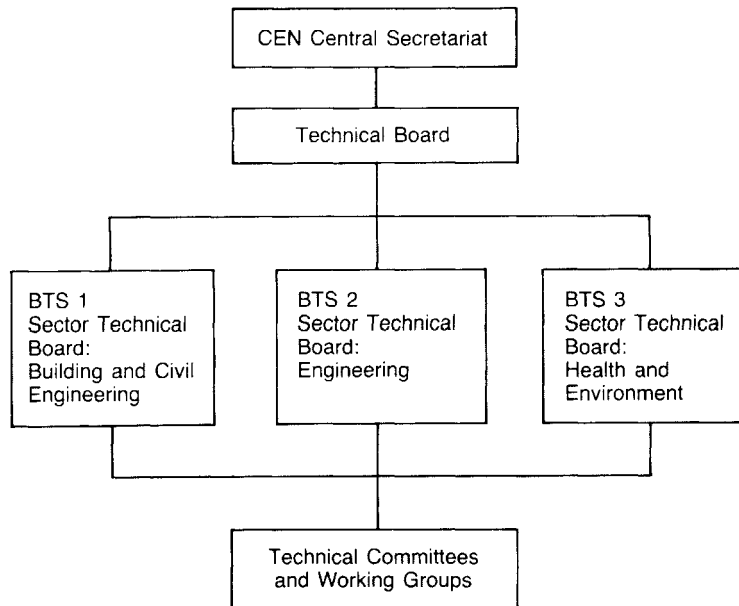 CEN Central Secretariat
Technical Board
BTS 1
Sector Technical
Board:
Building and Civil
Engineering
BTS 2
Sector Technical
Board:
Engineering
BTS 3
Sector Technical
Board:
Health and
Environment
Technical Committees
and Working Groups